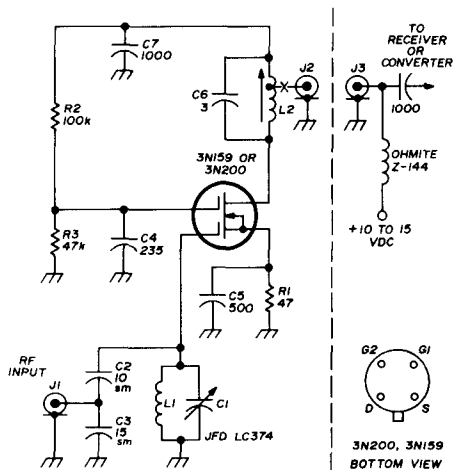 C7
1000
R2
100k
C6
3
J2
L2
3N159 OR
3N200
R3
47k
C4
235
C5
500
R1
47
RF
INPUT
J1
C2
10
sm
C3
15
sm
L1
C1
JFD LC374
TO
RECEIVER
OR
CONVERTER
J3
1000
OHMITE
Z-144
+10 TO 15
VDC
G2
G1
D
S
3N200, 3N159
BOTTOM VIEW